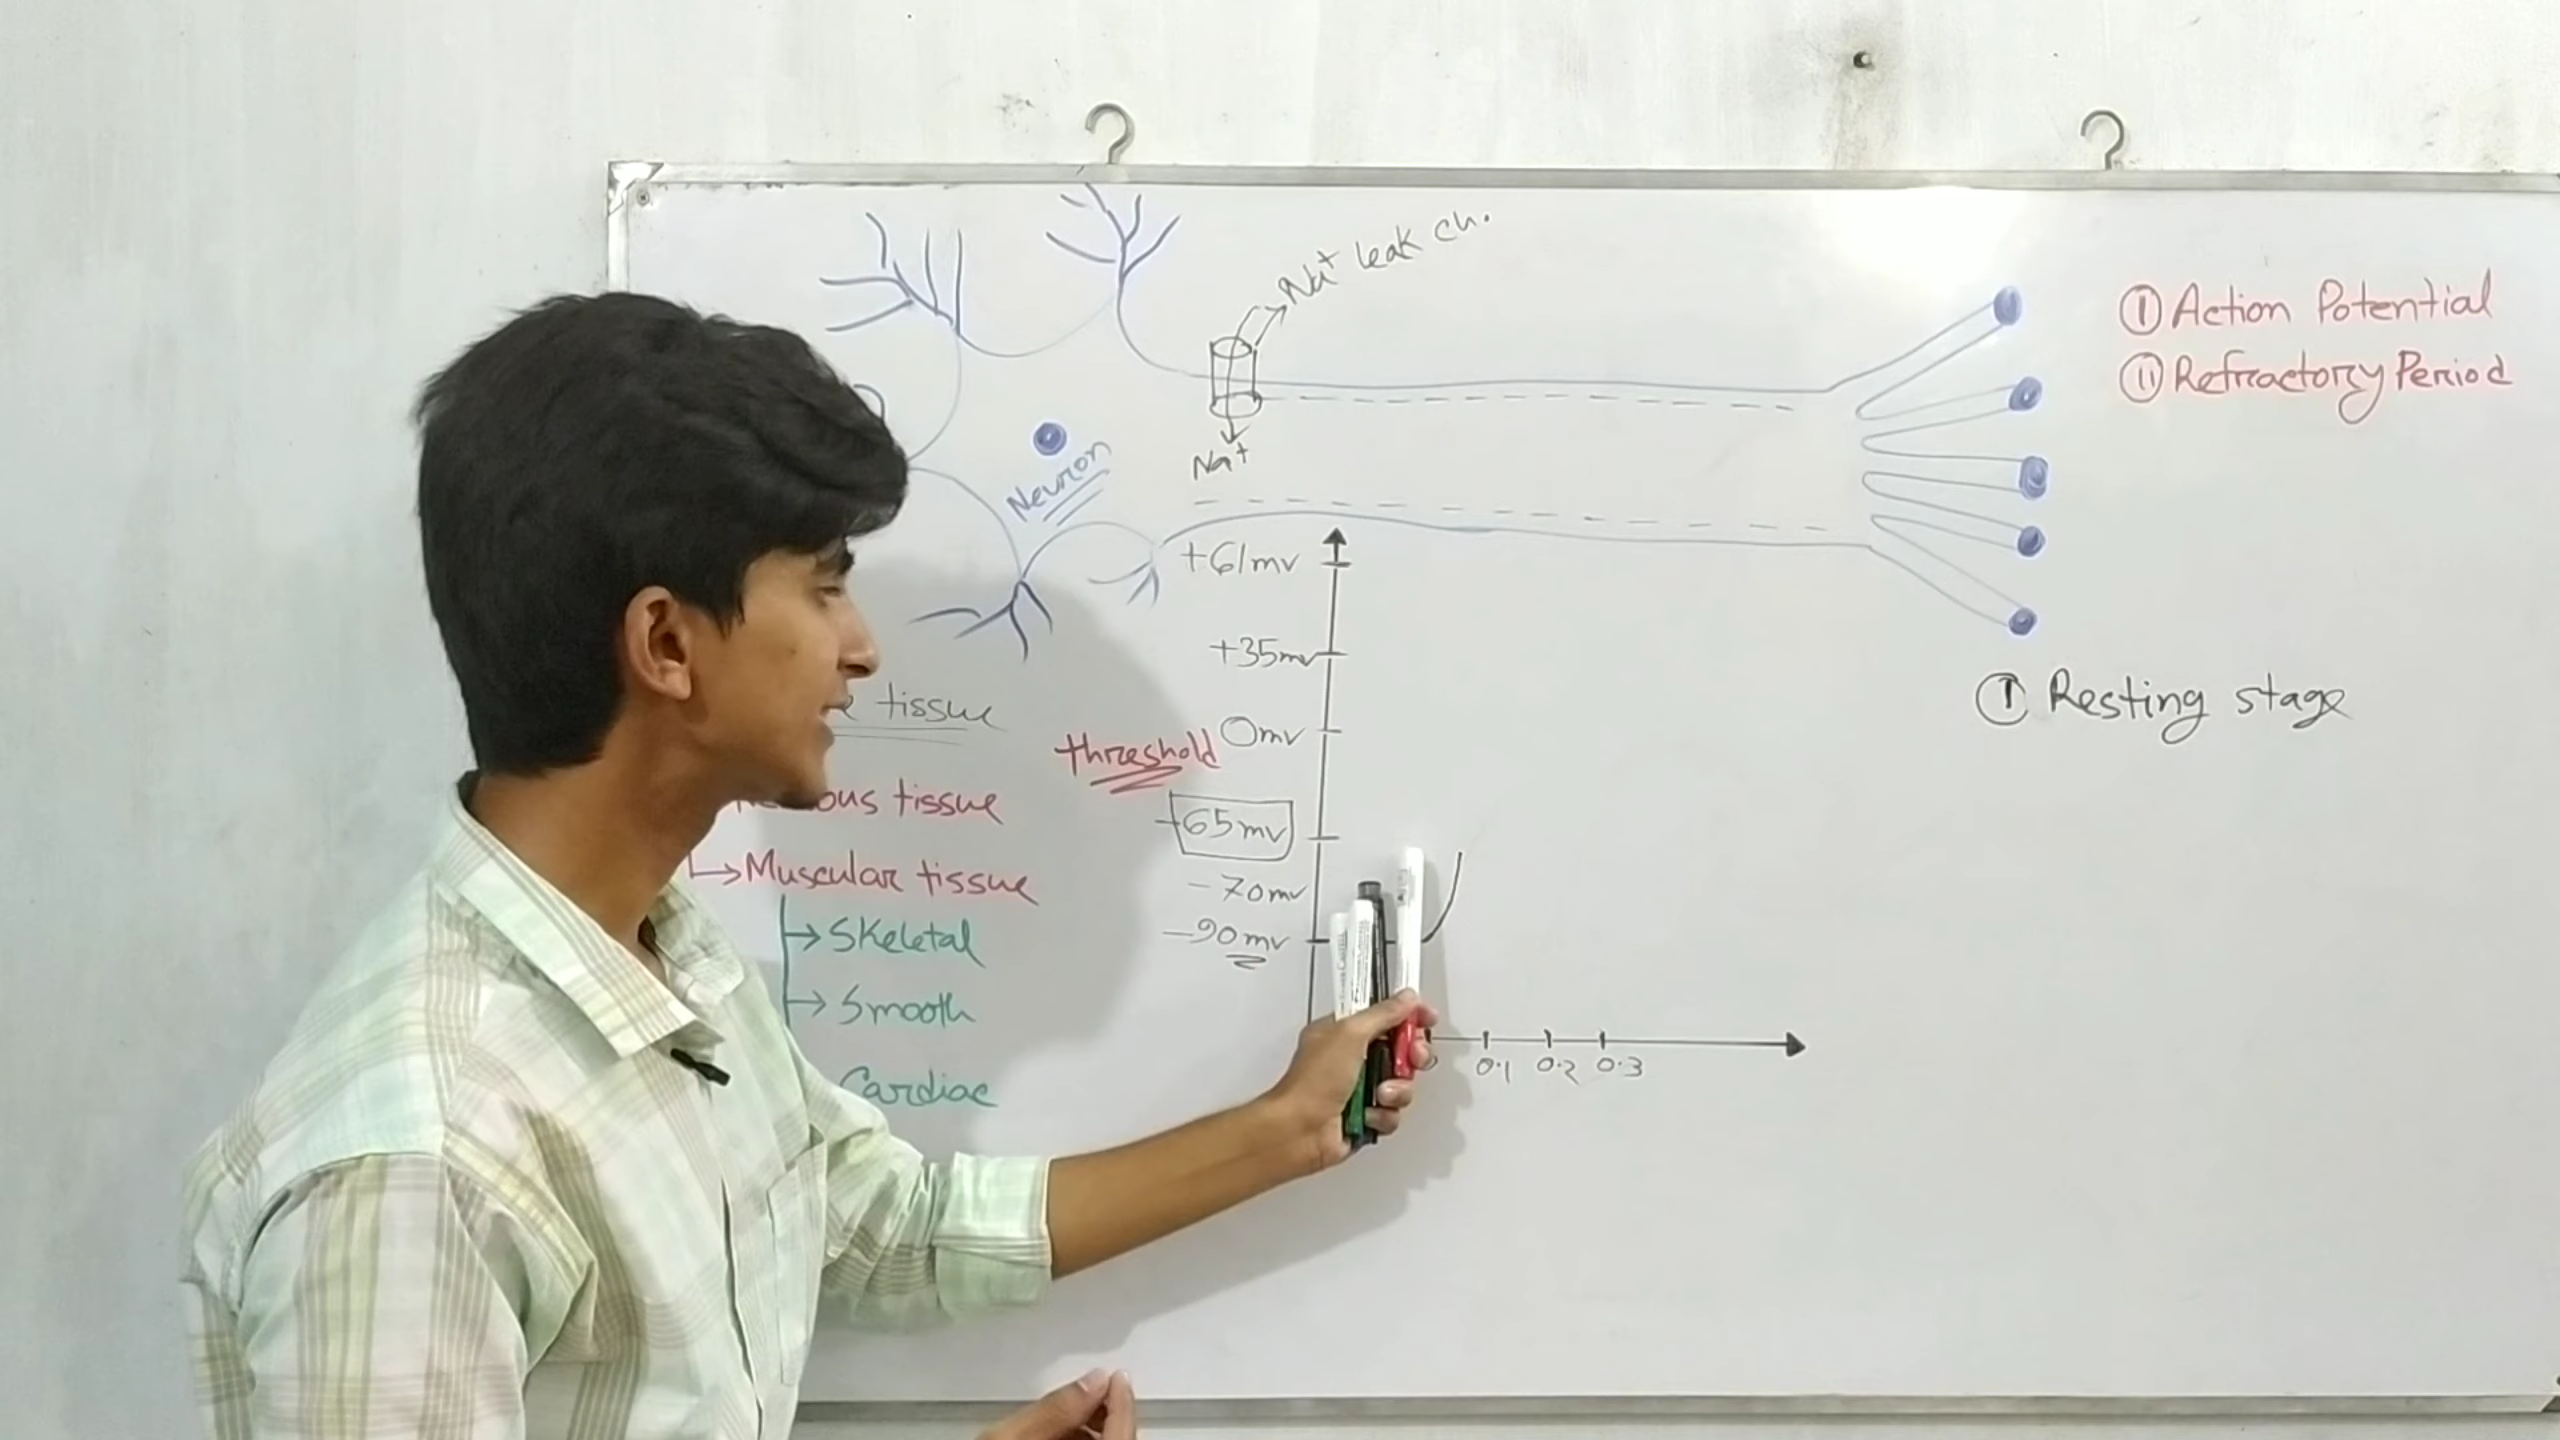 Na+ leak ch.
Na+
Neuron
① Action Potential
② Refractory Period
+61mv
+35mv
0mv
threshold
-65mv
-70mv
-90mv
0.1 0.2 0.3
① Resting stage
tissue
tissue
Muscular tissue
Skeletal
Smooth
Cardiac